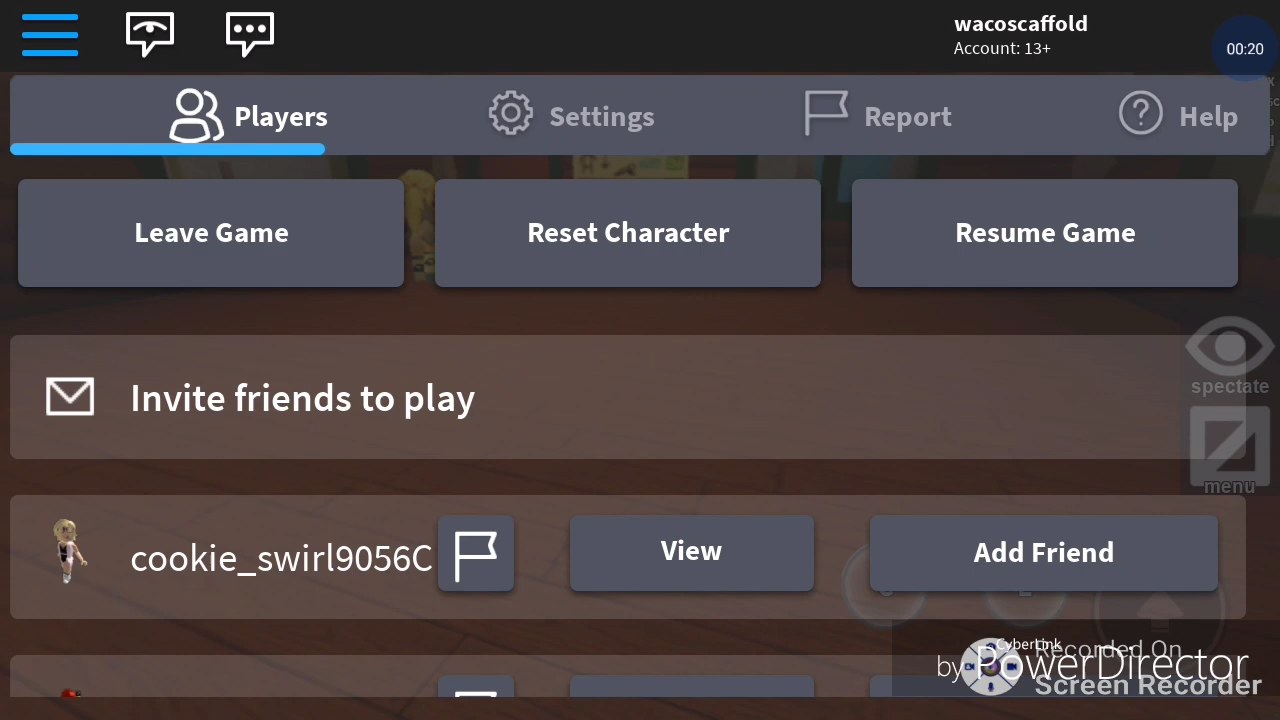 wacoscaffold
Account: 13+
00:20
Players
Settings
Report
Help
Leave Game
Reset Character
Resume Game
Invite friends to play
spectate
menu
cookie_swirl9056C
View
Add Friend
CyberLink
by PowerDirector
Recorded On
Screen Recorder